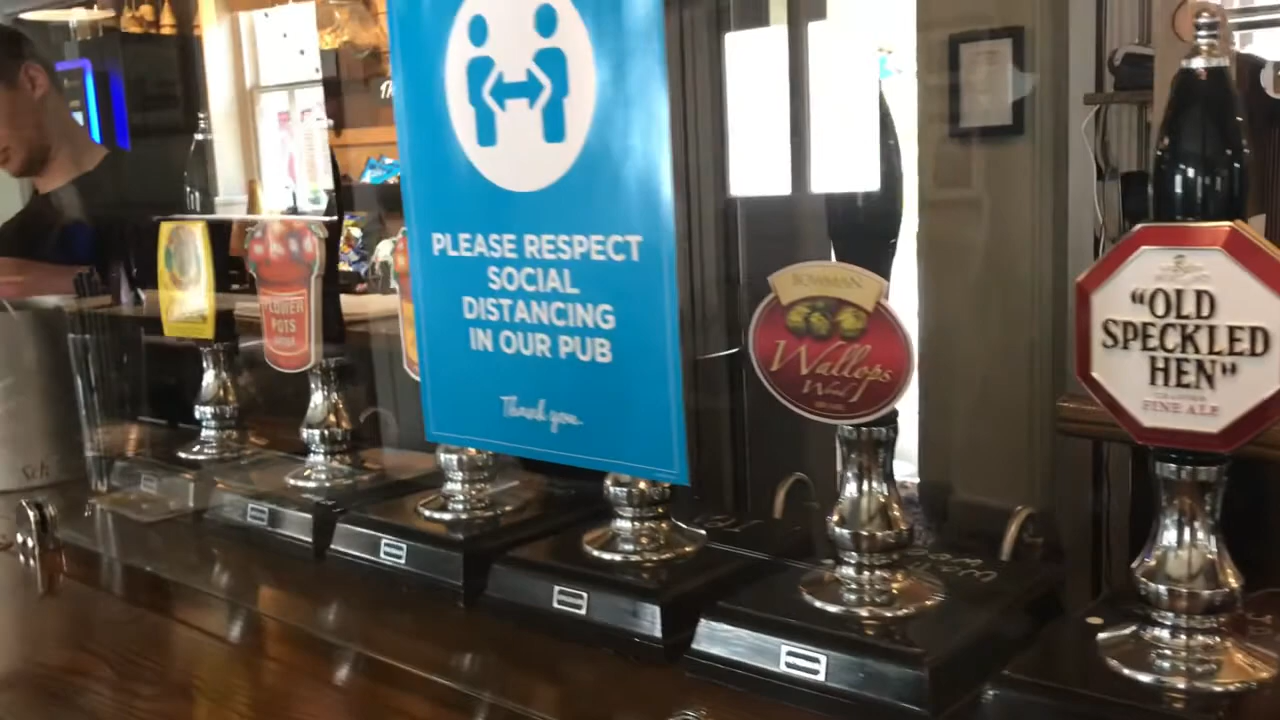 PLEASE RESPECT
SOCIAL
DISTANCING
IN OUR PUB
Thank you.
FLOWER
POTS
BOWMAN
Wallops
Wood
"OLD
SPECKLED
HEN"
FINE ALE
Sch